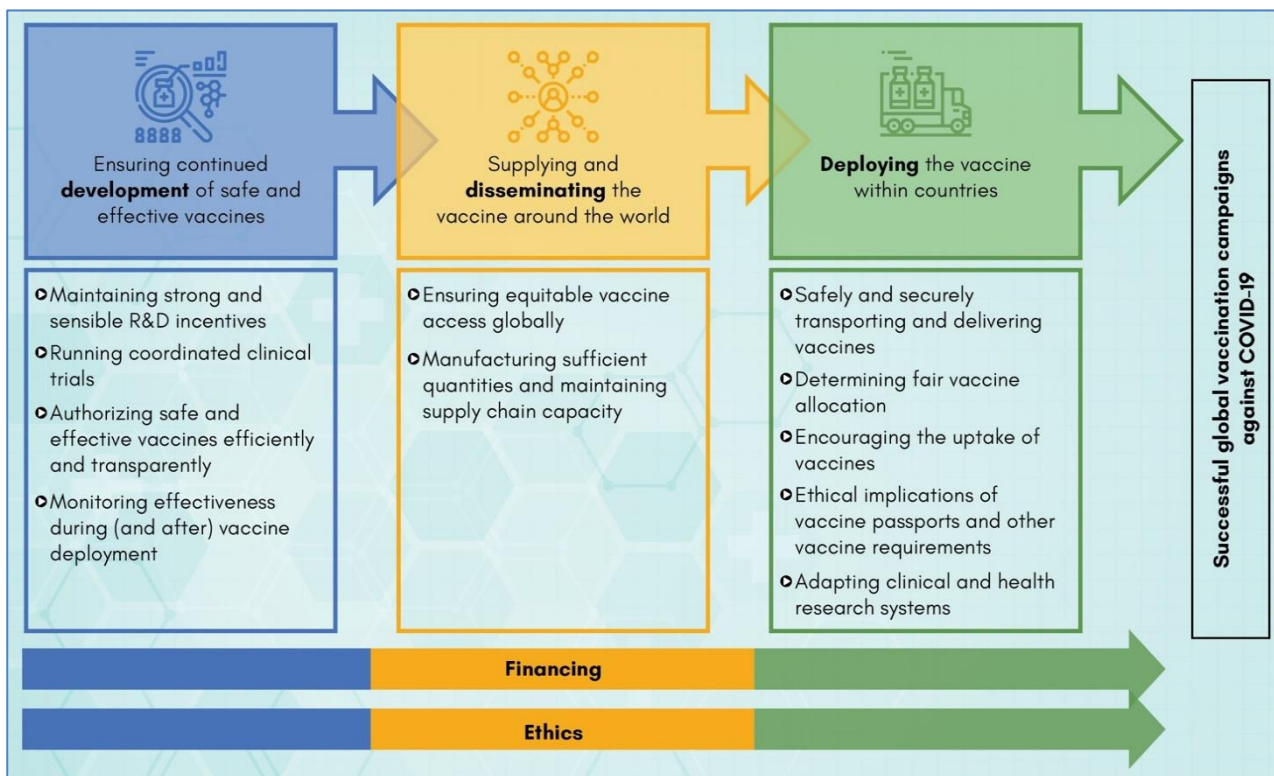 8888
Ensuring continued
development of safe and
effective vaccines
Supplying and
disseminating the
vaccine around the world
Deploying the vaccine
within countries
Maintaining strong and
sensible R&D incentives
Running coordinated clinical
trials
Authorizing safe and
effective vaccines efficiently
and transparently
Monitoring effectiveness
during (and after) vaccine
deployment
Ensuring equitable vaccine
access globally
Manufacturing sufficient
quantities and maintaining
supply chain capacity
Safely and securely
transporting and delivering
vaccines
Determining fair vaccine
allocation
Encouraging the uptake of
vaccines
Ethical implications of
vaccine passports and other
vaccine requirements
Adapting clinical and health
research systems
Successful global vaccination campaigns
against COVID-19
Financing
Ethics